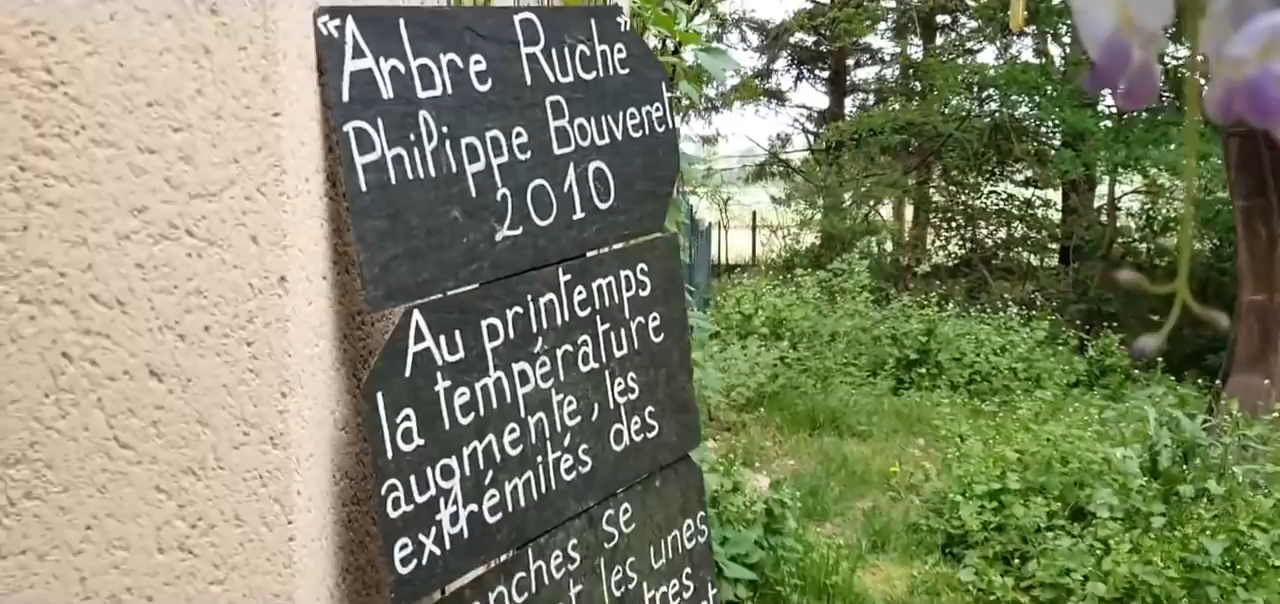 "Arbre Ruche"
Philippe Bouveret
2010
Au printemps
la température
augmente, les
extrémités des
se
les unes